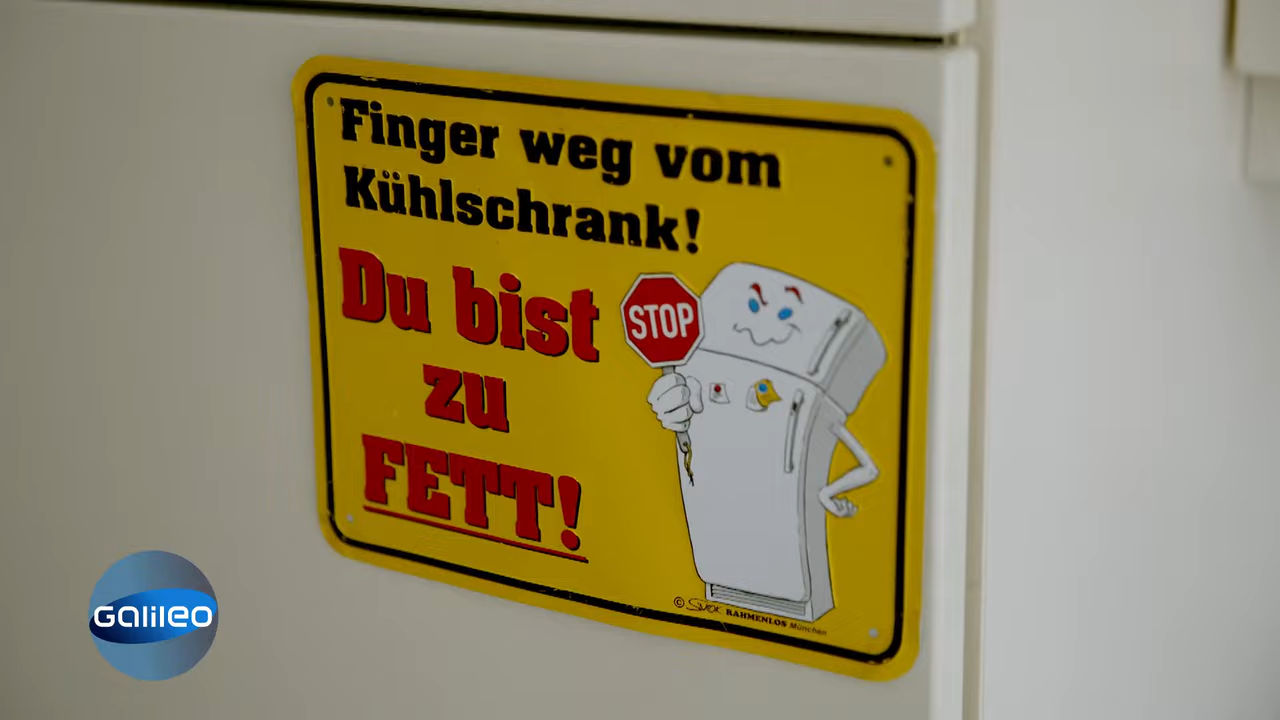 Finger weg vom
Kühlschrank!
Du bist
zu
FETT!
STOP
© RAHMENLOS München
Galileo